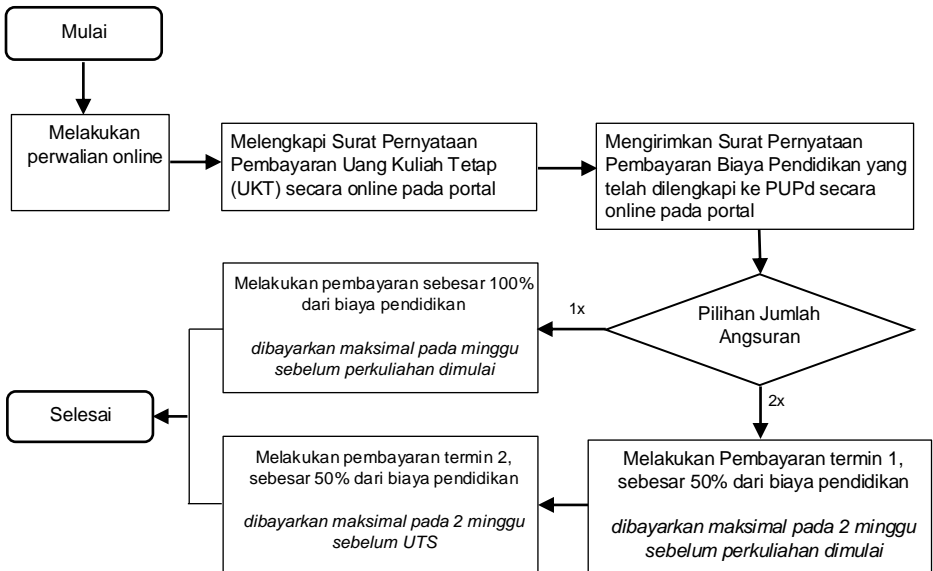 Mulai
Melakukan
perwalian online
Melengkapi Surat Pernyataan
Pembayaran Uang Kuliah Tetap
(UKT) secara online pada portal
Mengirimkan Surat Pernyataan
Pembayaran Biaya Pendidikan yang
telah dilengkapi ke PUPd secara
online pada portal
Pilihan Jumlah
Angsuran
1x
Melakukan pembayaran sebesar 100%
dari biaya pendidikan
dibayarkan maksimal pada minggu
sebelum perkuliahan dimulai
2x
Melakukan Pembayaran termin 1,
sebesar 50% dari biaya pendidikan
dibayarkan maksimal pada 2 minggu
sebelum perkuliahan dimulai
Melakukan pembayaran termin 2,
sebesar 50% dari biaya pendidikan
dibayarkan maksimal pada 2 minggu
sebelum UTS
Selesai